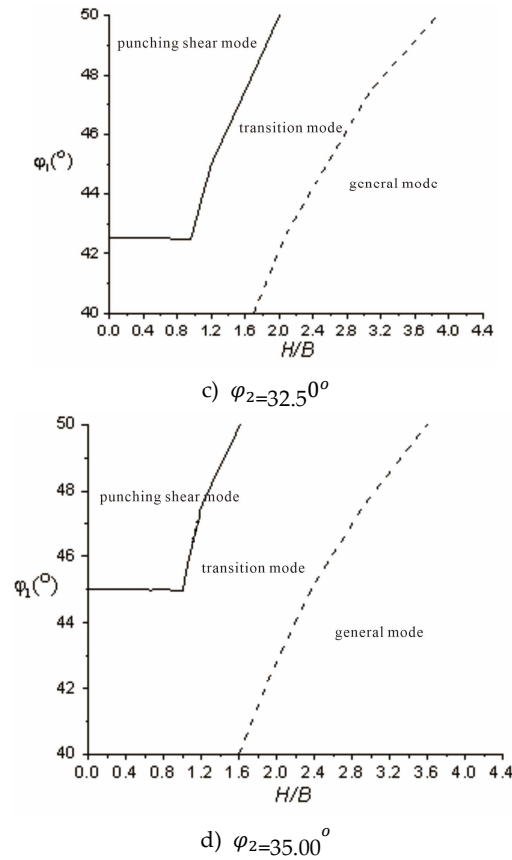 50
punching shear mode
48
46
transition mode
φ₁(°)
general mode
44
42
40
0.0 0.4 0.8 1.2 1.6 2.0 2.4 2.8 3.2 3.6 4.0 4.4
H/B
c) φ₂₌₃₂.₅0°
50
48
punching shear mode
46
transition mode
φ₁(°)
44
general mode
42
40
0.0 0.4 0.8 1.2 1.6 2.0 2.4 2.8 3.2 3.6 4.0 4.4
H/B
d) φ₂₌₃₅.₀₀°